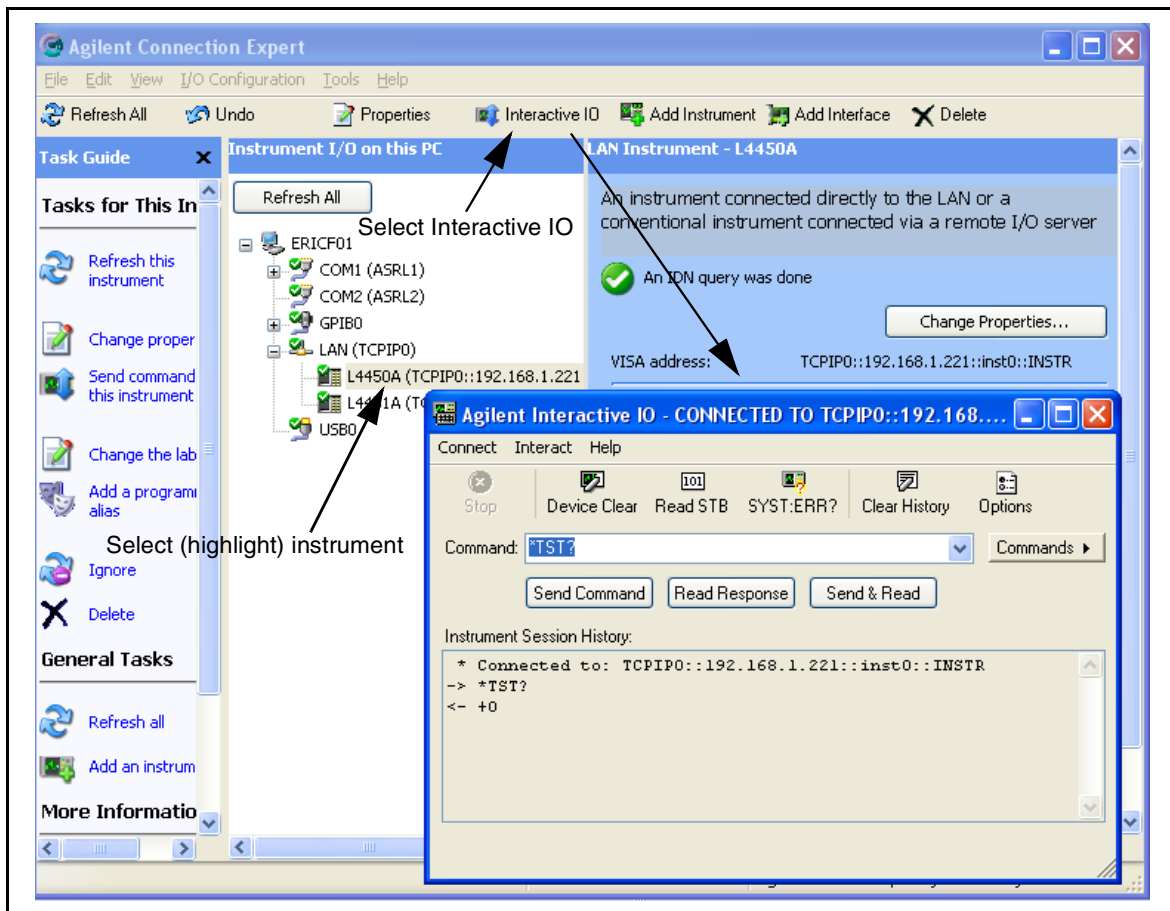 Agilent Connection Expert
File Edit View I/O Configuration Tools Help
Refresh All Undo Properties Interactive IO Add Instrument Add Interface Delete
Task Guide
Tasks for This In
Refresh this
instrument
Change proper
Send command
this instrument
Change the lab
Add a programm
alias
Ignore
Delete
General Tasks
Refresh all
Add an instrum
More Informatio
Instrument I/O on this PC
Refresh All
Select Interactive IO
ERICF01
COM1 (ASRL1)
COM2 (ASRL2)
GPIB0
LAN (TCPIP0)
L4450A (TCPIP0::192.168.1.221
USB0
Select (highlight) instrument
LAN Instrument - L4450A
An instrument connected directly to the LAN or a
conventional instrument connected via a remote I/O server
An IDN query was done
Change Properties...
VISA address: TCPIP0::192.168.1.221::inst0::INSTR
Agilent Interactive IO - CONNECTED TO TCPIP0::192.168....
Connect Interact Help
Stop Device Clear Read STB SYST:ERR? Clear History Options
Command: *TST? Commands
Send Command Read Response Send & Read
Instrument Session History:
* Connected to: TCPIP0::192.168.1.221::inst0::INSTR
-> *TST?
<- +0